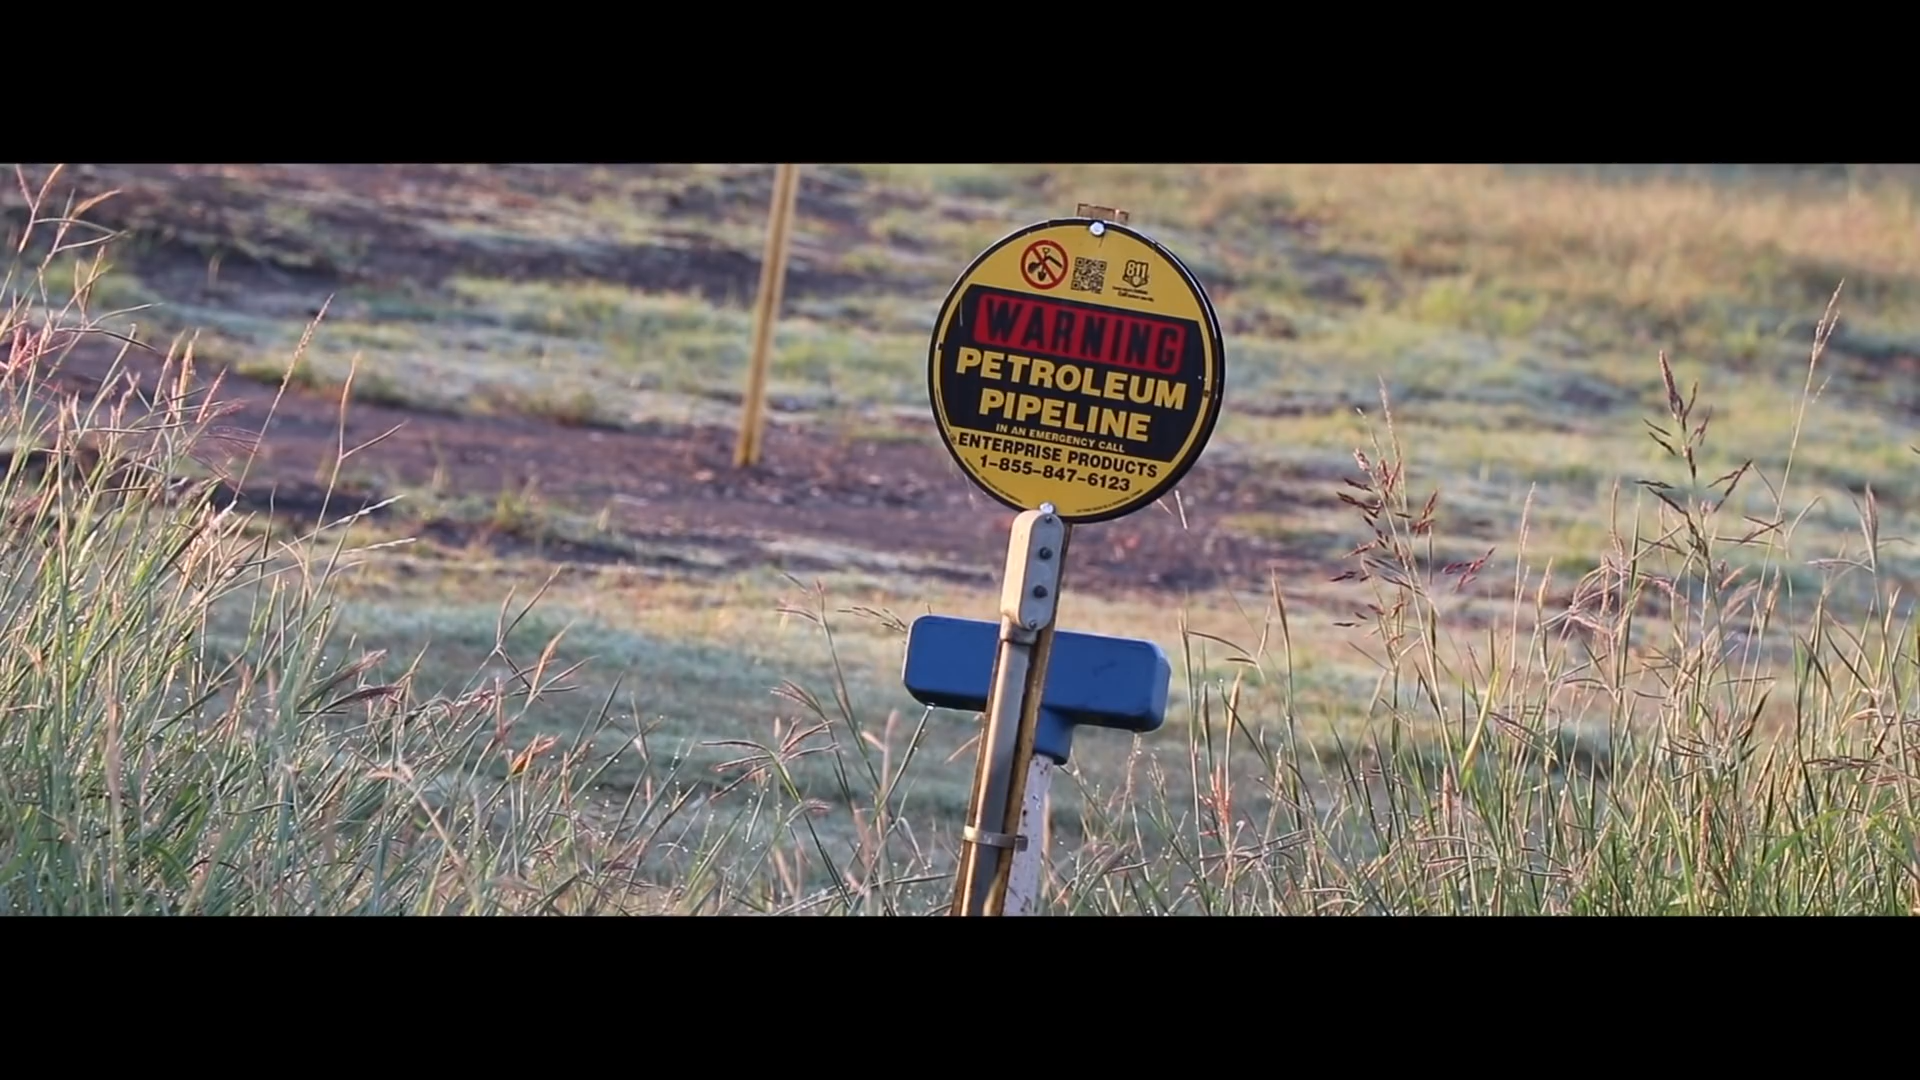 811
WARNING
PETROLEUM
PIPELINE
IN AN EMERGENCY CALL
ENTERPRISE PRODUCTS
1-855-847-6123